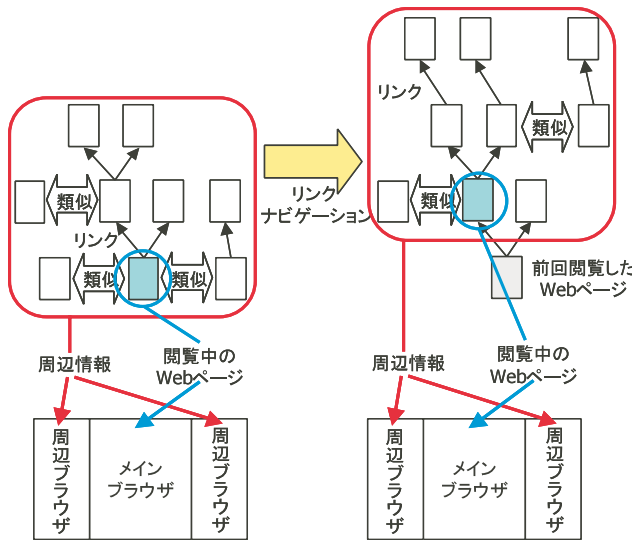 類似
リンク
類似
類似
周辺情報
閲覧中の
Webページ
周辺ブラウザ
メイン
ブラウザ
周辺ブラウザ
リンク
ナビゲーション
リンク
類似
類似
前回閲覧した
Webページ
周辺情報
閲覧中の
Webページ
周辺ブラウザ
メイン
ブラウザ
周辺ブラウザ